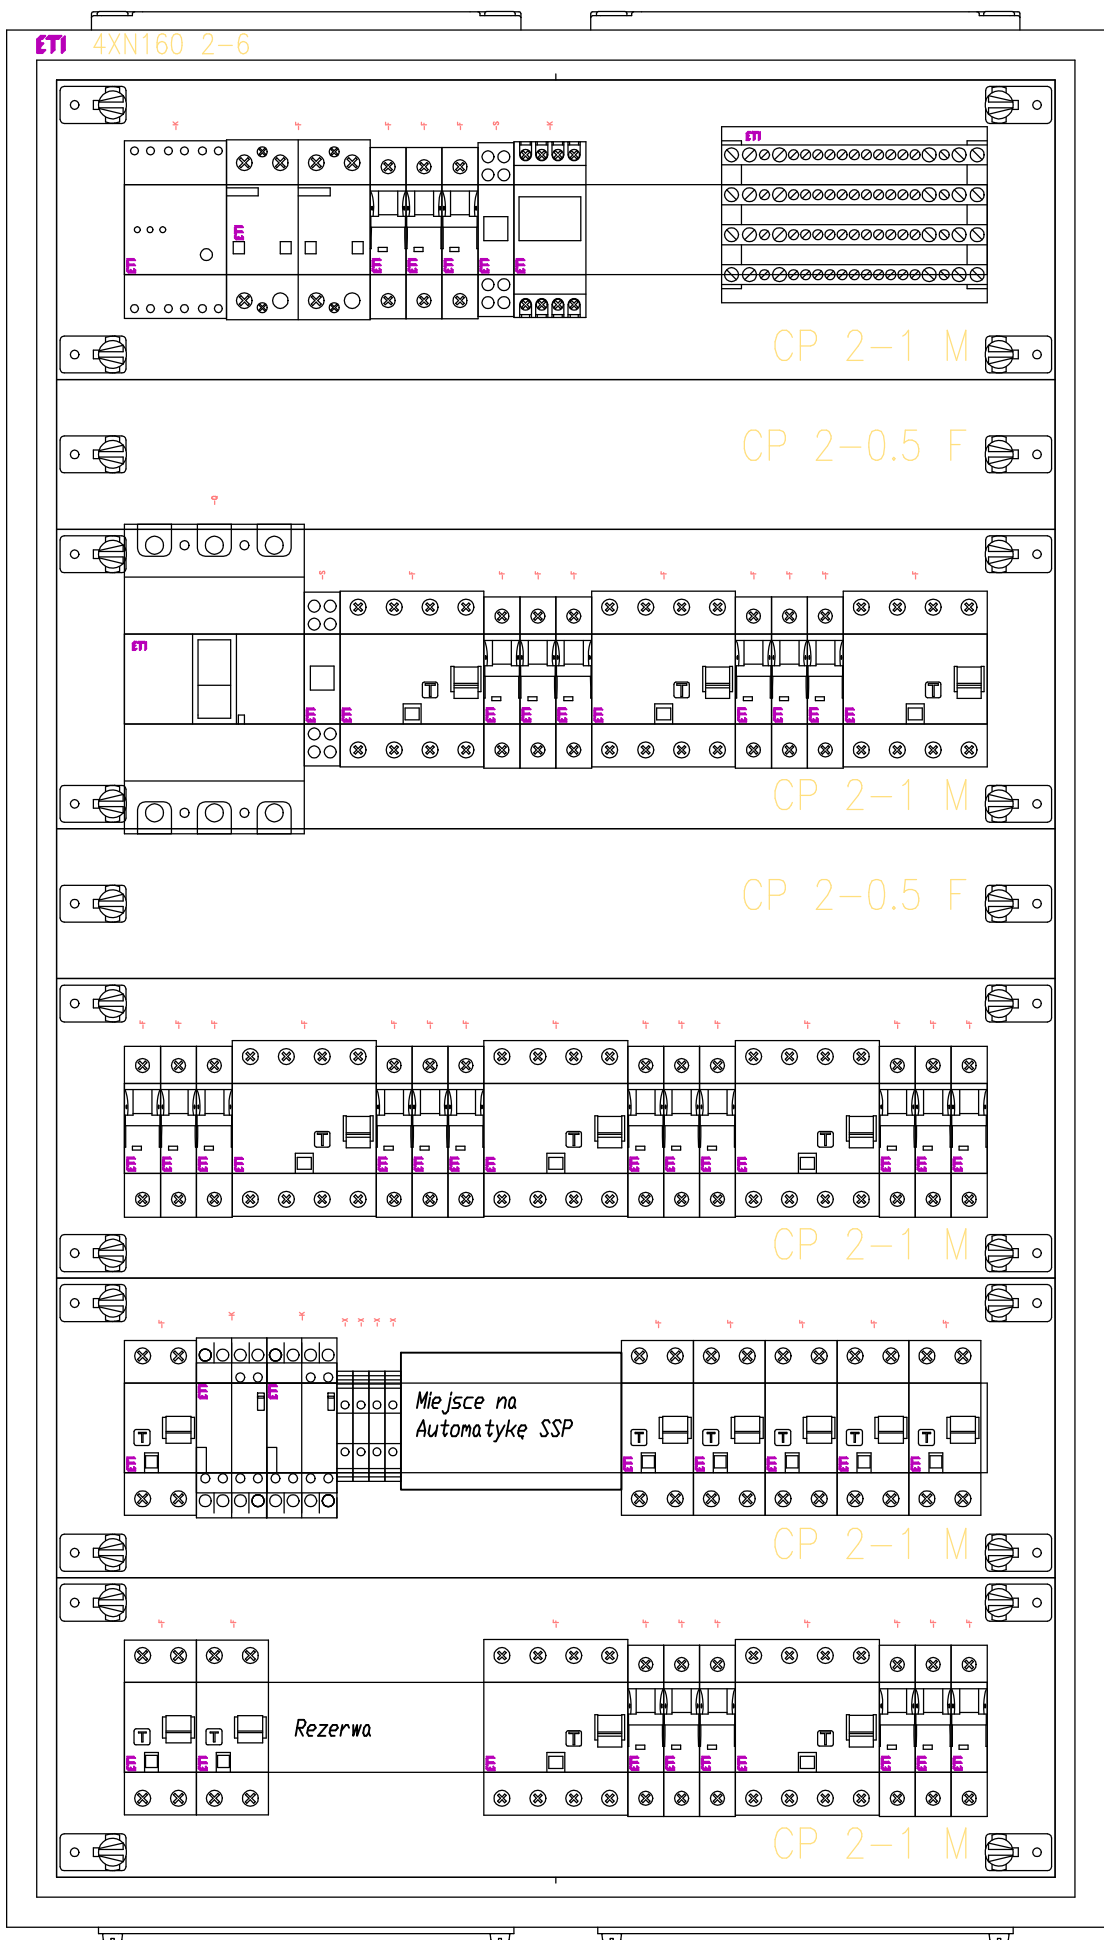 ETI 4XN160 2-6
-K -F -F -F -F -S -K
ETI
E E E E E E E
CP 2-1 M
CP 2-0.5 F
-Q
-S -F -F -F -F -F -F -F -F -F
ETI
T T T
E E E E E E E E E E
CP 2-1 M
CP 2-0.5 F
-F -F -F -F -F -F -F -F -F -F -F -F -F -F -F
T T T
E E E E E E E E E E E E E E E
CP 2-1 M
-F -K -K -X -X -X -X -F -F -F -F -F
E E
Miejsce na
Automatykę SSP
T T T T T T
E E E E E E
CP 2-1 M
-F -F -F -F -F -F -F -F -F -F
Rezerwa
T T T T
E E E E E E E E E E
CP 2-1 M